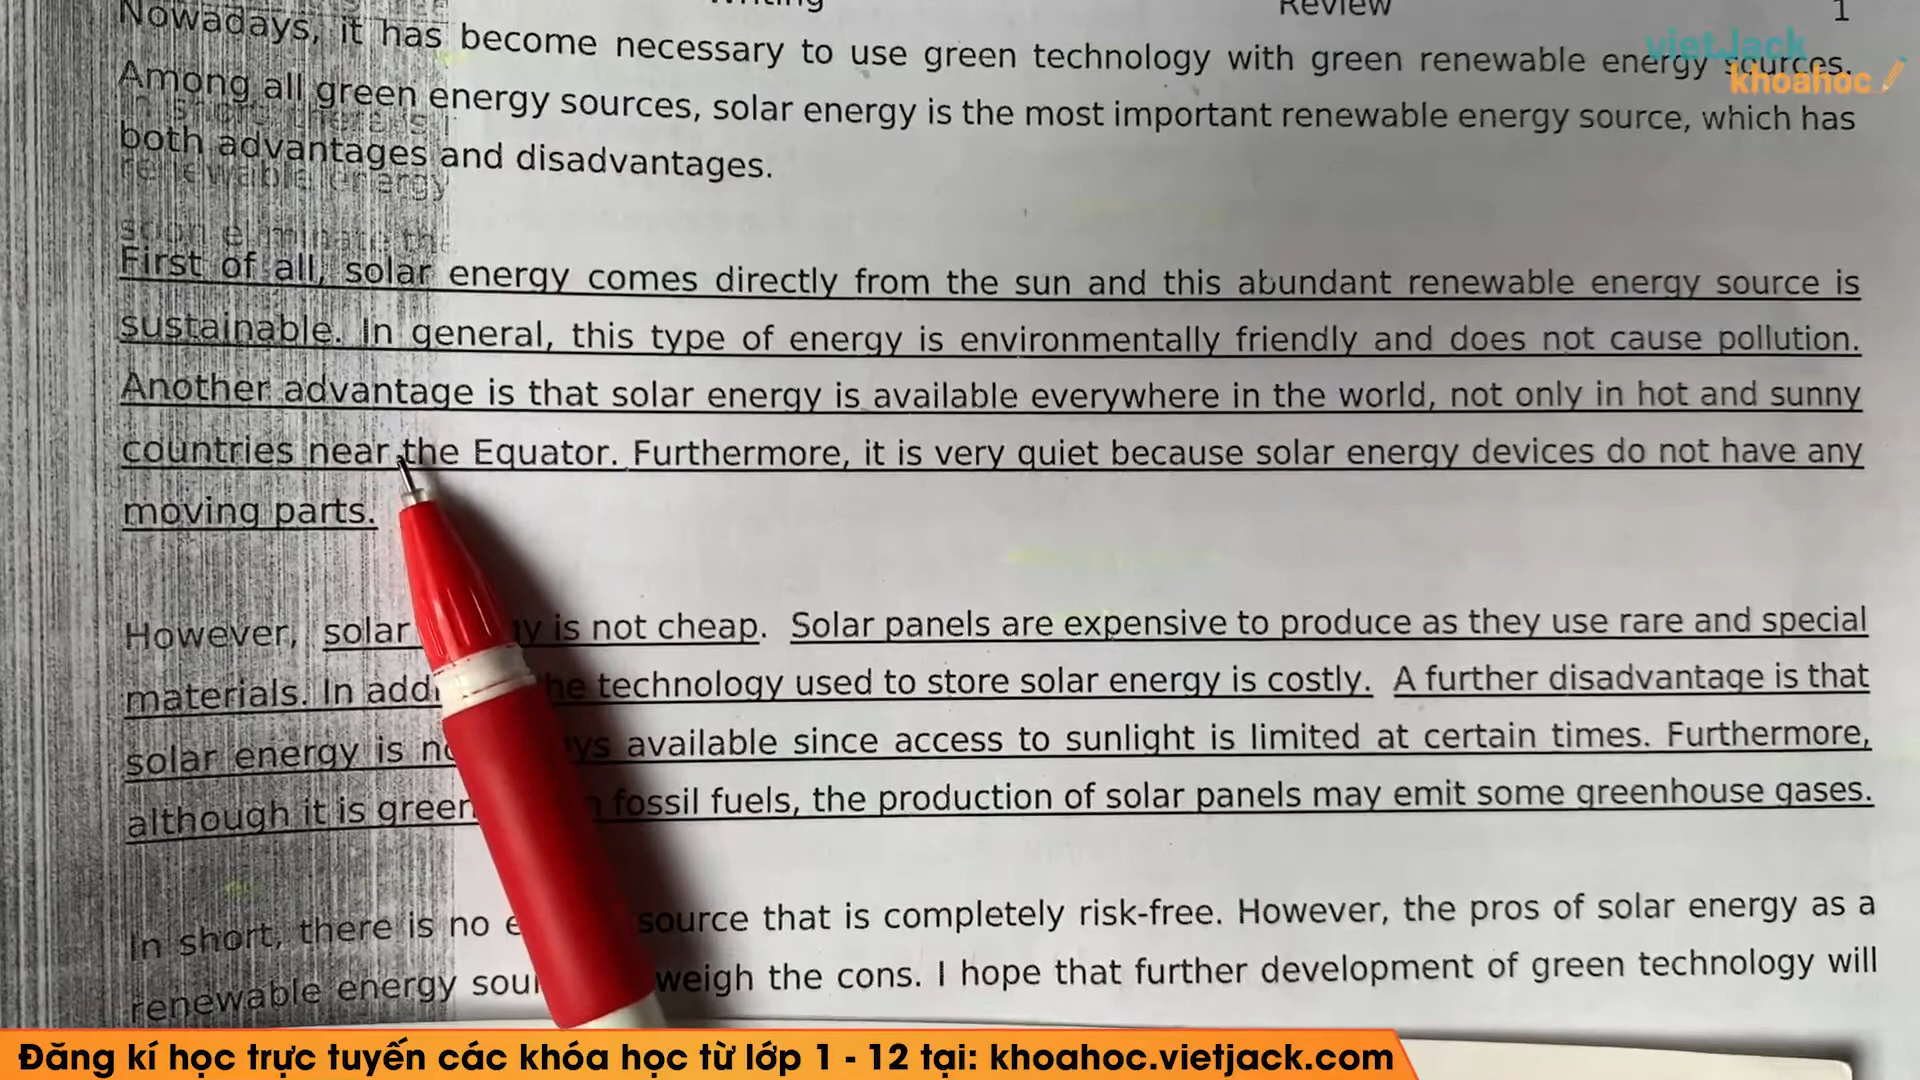 Review 1
Nowadays, it has become necessary to use green technology with green renewable energy sources.
Among all green energy sources, solar energy is the most important renewable energy source, which has
both advantages and disadvantages.
renewable energy
soon eliminate the
First of all, solar energy comes directly from the sun and this abundant renewable energy source is
sustainable. In general, this type of energy is environmentally friendly and does not cause pollution.
Another advantage is that solar energy is available everywhere in the world, not only in hot and sunny
countries near the Equator. Furthermore, it is very quiet because solar energy devices do not have any
moving parts.
However, solar is not cheap. Solar panels are expensive to produce as they use rare and special
materials. In technology used to store solar energy is costly. A further disadvantage is that
solar energy is available since access to sunlight is limited at certain times. Furthermore,
although it is fossil fuels, the production of solar panels may emit some greenhouse gases.
In short, there is no source that is completely risk-free. However, the pros of solar energy as a
renewable energy weigh the cons. I hope that further development of green technology will
vietJack
khoahoc
Đăng kí học trực tuyến các khóa học từ lớp 1 - 12 tại: khoahoc.vietjack.com